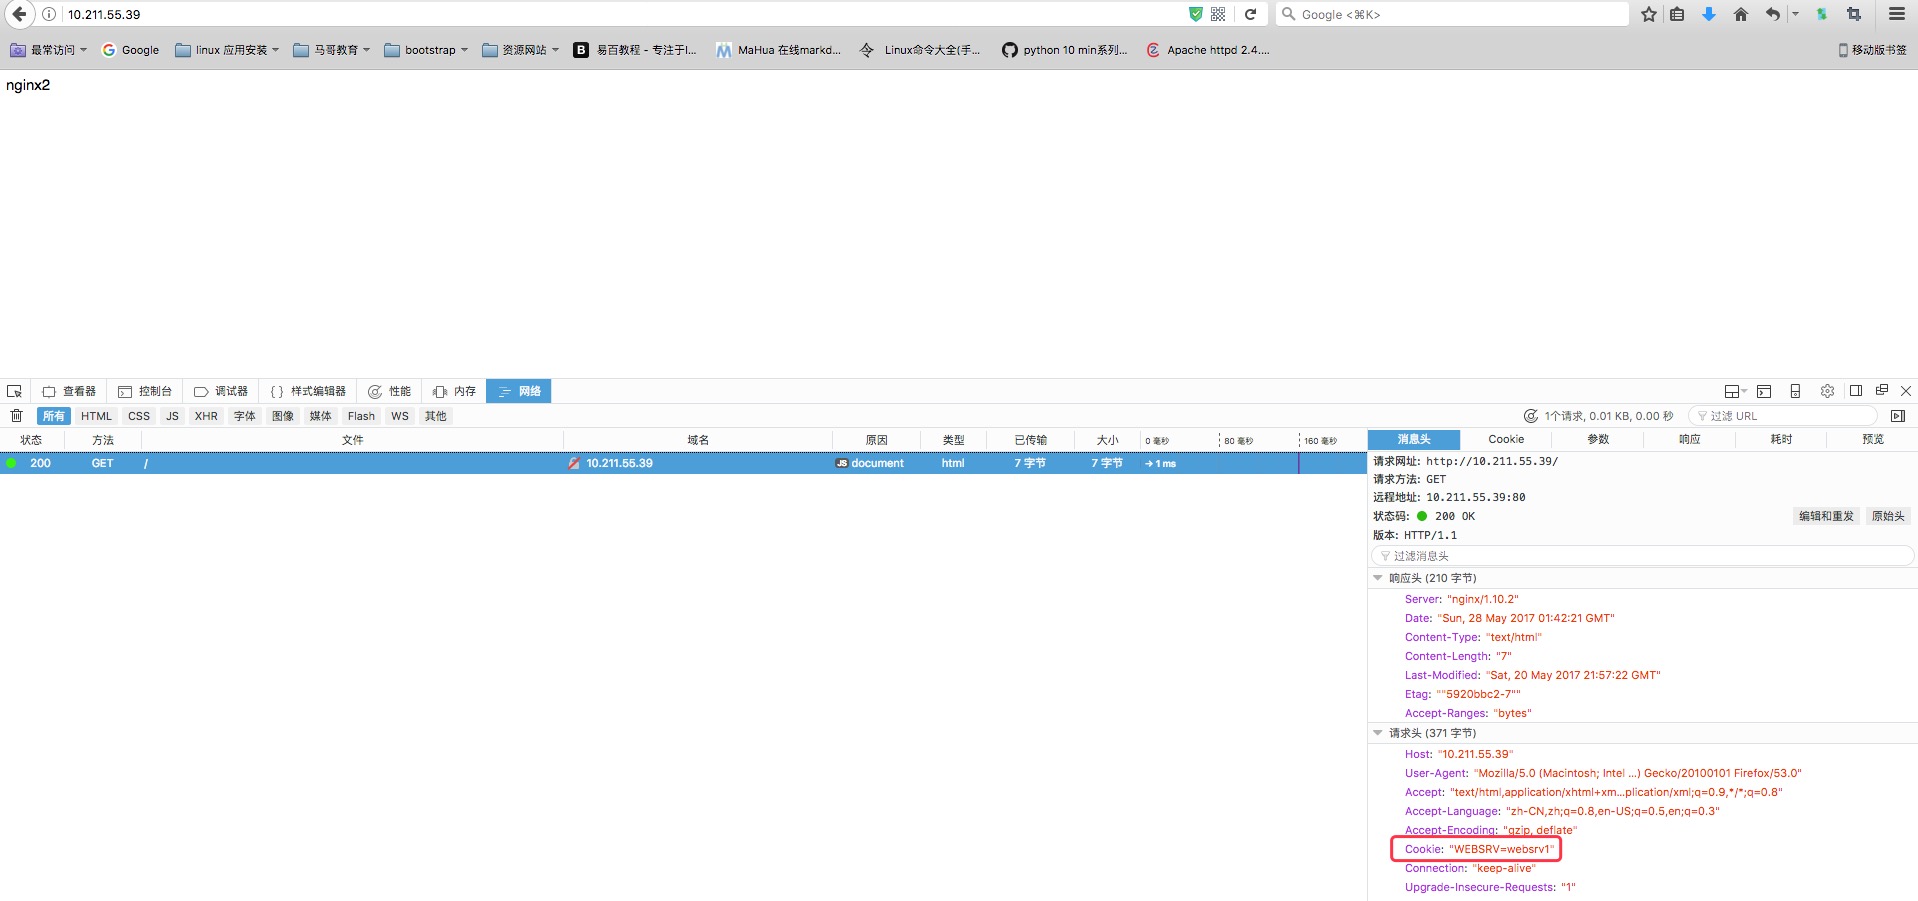 10.211.55.39
Google <⌘K>
最常访问 Google linux 应用安装 马哥教育 bootstrap 资源网站 易百教程 - 专注于I... MaHua 在线markd... Linux命令大全(手... python 10 min系列... Apache httpd 2.4.... 移动版书签
nginx2
查看器 控制台 调试器 { } 样式编辑器 性能 内存 网络
所有 HTML CSS JS XHR 字体 图像 媒体 Flash WS 其他 1个请求, 0.01 KB, 0.00 秒 过滤 URL
状态 方法 文件 域名 原因 类型 已传输 大小 0 毫秒 80 毫秒 160 毫秒
200 GET / 10.211.55.39 JS document html 7 字节 7 字节 → 1 ms
消息头 Cookie 参数 响应 耗时 预览
请求网址: http://10.211.55.39/
请求方法: GET
远程地址: 10.211.55.39:80
状态码: 200 OK 编辑和重发 原始头
版本: HTTP/1.1
过滤消息头
响应头 (210 字节)
Server: "nginx/1.10.2"
Date: "Sun, 28 May 2017 01:42:21 GMT"
Content-Type: "text/html"
Content-Length: "7"
Last-Modified: "Sat, 20 May 2017 21:57:22 GMT"
Etag: ""5920bbc2-7""
Accept-Ranges: "bytes"
请求头 (371 字节)
Host: "10.211.55.39"
User-Agent: "Mozilla/5.0 (Macintosh; Intel ...) Gecko/20100101 Firefox/53.0"
Accept: "text/html,application/xhtml+xm...plication/xml;q=0.9,*/*;q=0.8"
Accept-Language: "zh-CN,zh;q=0.8,en-US;q=0.5,en;q=0.3"
Accept-Encoding: "gzip, deflate"
Cookie: "WEBSRV=websrv1"
Connection: "keep-alive"
Upgrade-Insecure-Requests: "1"